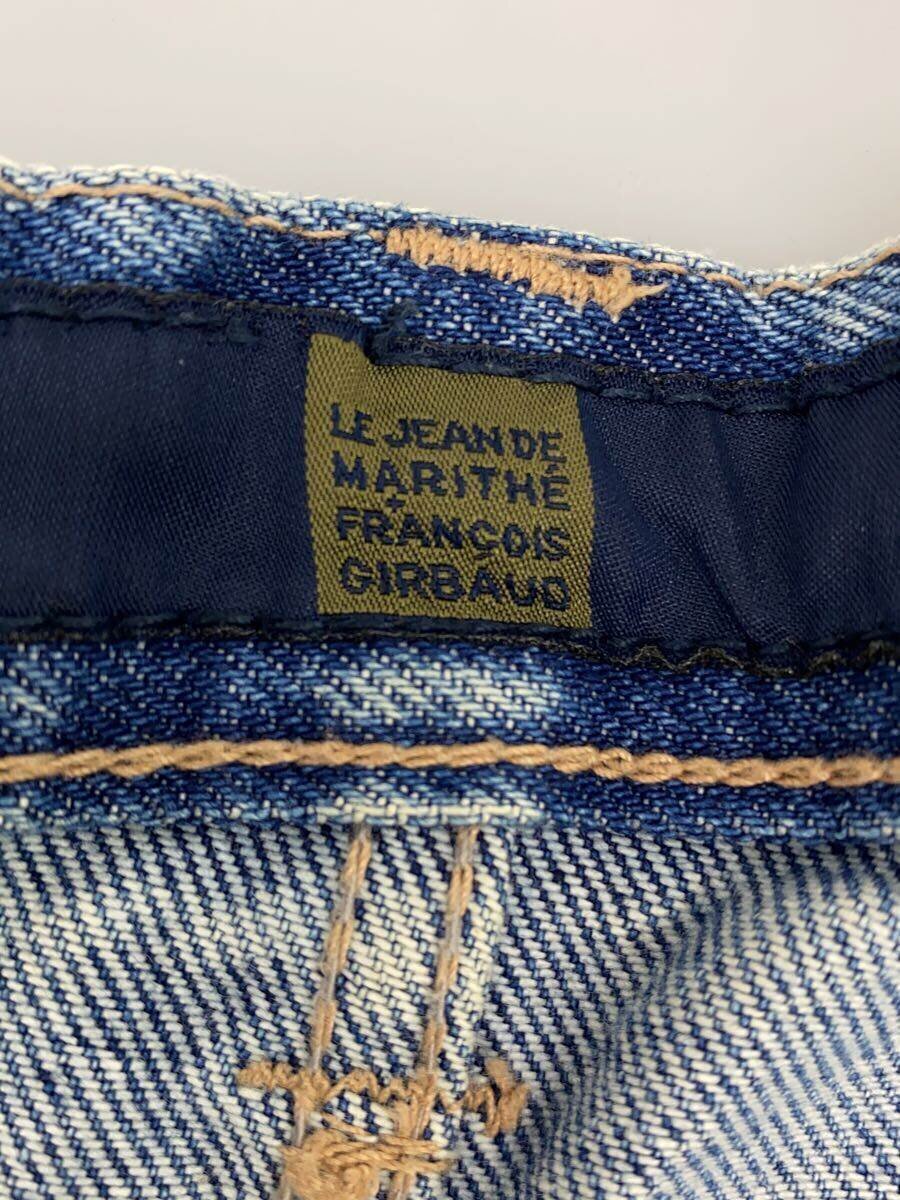 LE JEAN DE
MARITHÉ
+
FRANÇOIS
GIRBAUD